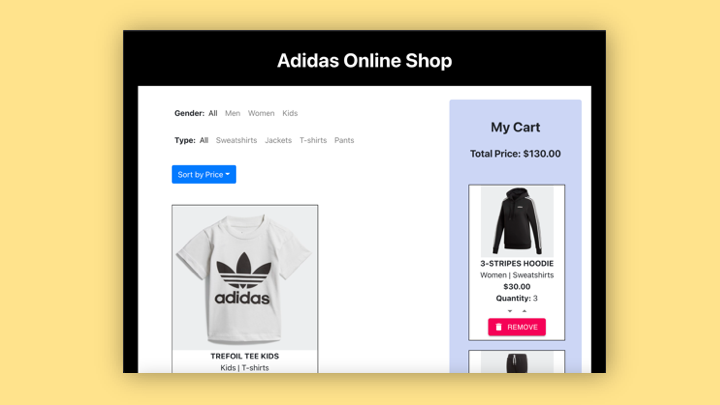 Adidas Online Shop
Gender: All Men Women Kids
Type: All Sweatshirts Jackets T-shirts Pants
Sort by Price
adidas
TREFOIL TEE KIDS
Kids | T-shirts
My Cart
Total Price: $130.00
3-STRIPES HOODIE
Women | Sweatshirts
$30.00
Quantity: 3
REMOVE